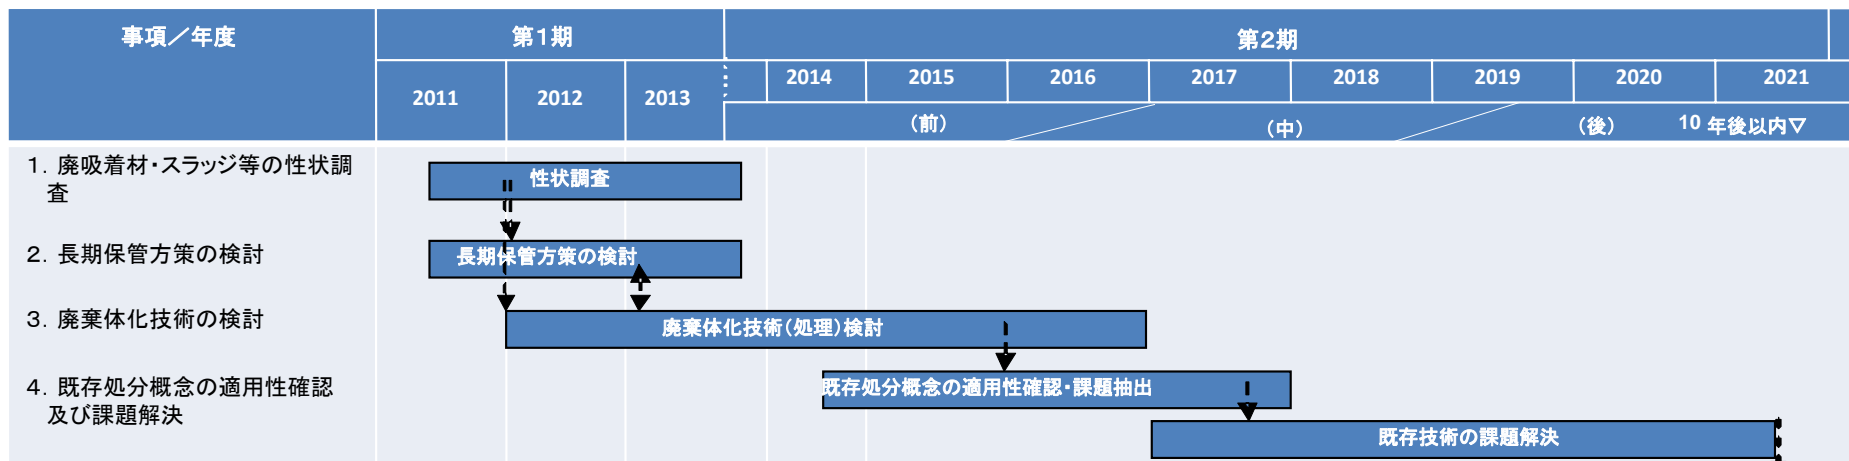 事項／年度
第１期
第２期
2011
2012
2013
2014
2015
2016
2017
2018
2019
2020
2021
（前）
（中）
（後）
10 年後以内▽
１．廃吸着材・スラッジ等の性状調
査
性状調査
２．長期保管方策の検討
長期保管方策の検討
３．廃棄体化技術の検討
廃棄体化技術（処理）検討
４．既存処分概念の適用性確認
及び課題解決
既存処分概念の適用性確認・課題抽出
既存技術の課題解決